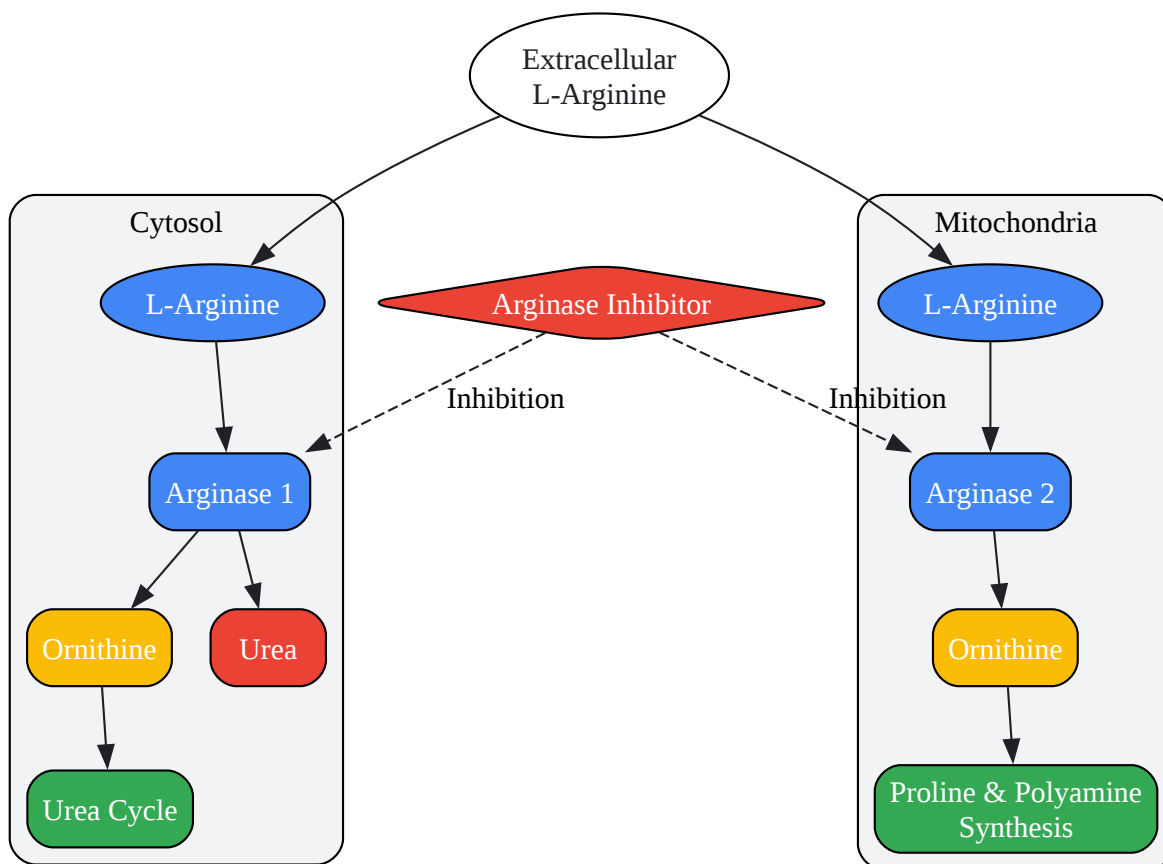 Extracellular
L-Arginine
Cytosol
Mitochondria
L-Arginine
Arginase Inhibitor
L-Arginine
Inhibition
Inhibition
Arginase 1
Arginase 2
Ornithine
Urea
Ornithine
Urea Cycle
Proline & Polyamine
Synthesis